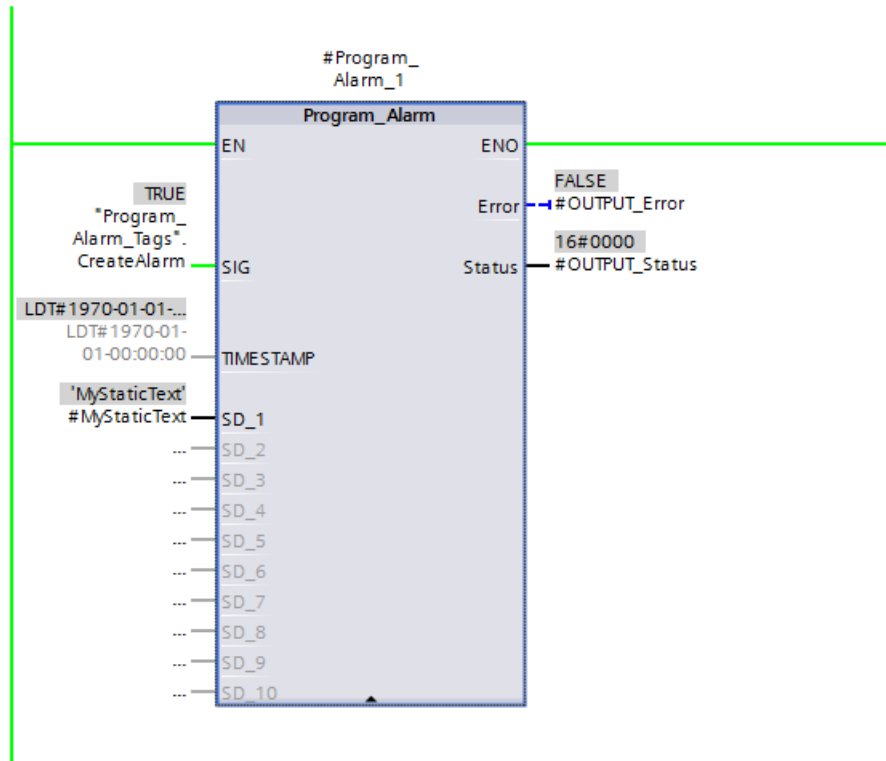 #Program_
Alarm_1
Program_Alarm
EN
ENO
TRUE
"Program_
Alarm_Tags".
CreateAlarm
SIG
FALSE
Error
#OUTPUT_Error
16#0000
Status
#OUTPUT_Status
LDT#1970-01-01-...
LDT#1970-01-
01-00:00:00
TIMESTAMP
'MyStaticText'
#MyStaticText
SD_1
... SD_2
... SD_3
... SD_4
... SD_5
... SD_6
... SD_7
... SD_8
... SD_9
... SD_10